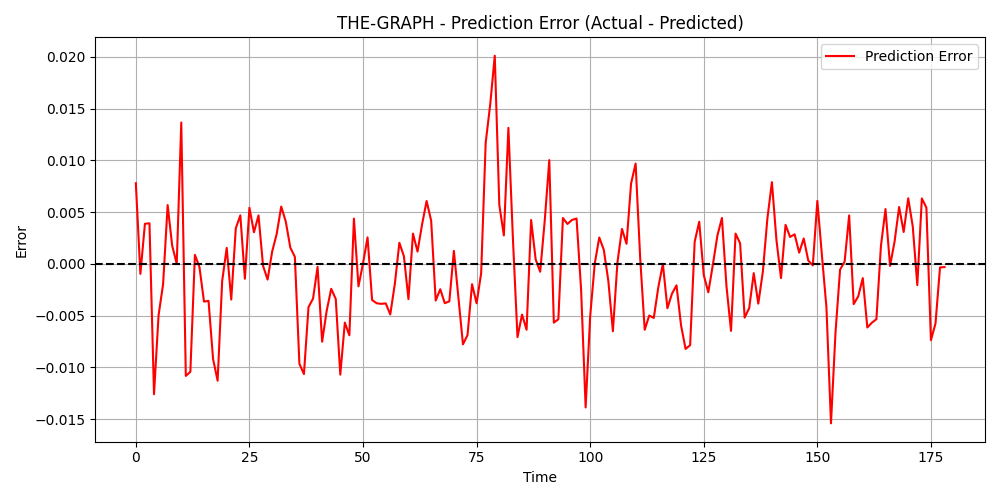 THE-GRAPH - Prediction Error (Actual - Predicted)
Prediction Error
0.020
0.015
0.010
0.005
0.000
−0.005
−0.010
−0.015
Error
0 25 50 75 100 125 150 175
Time